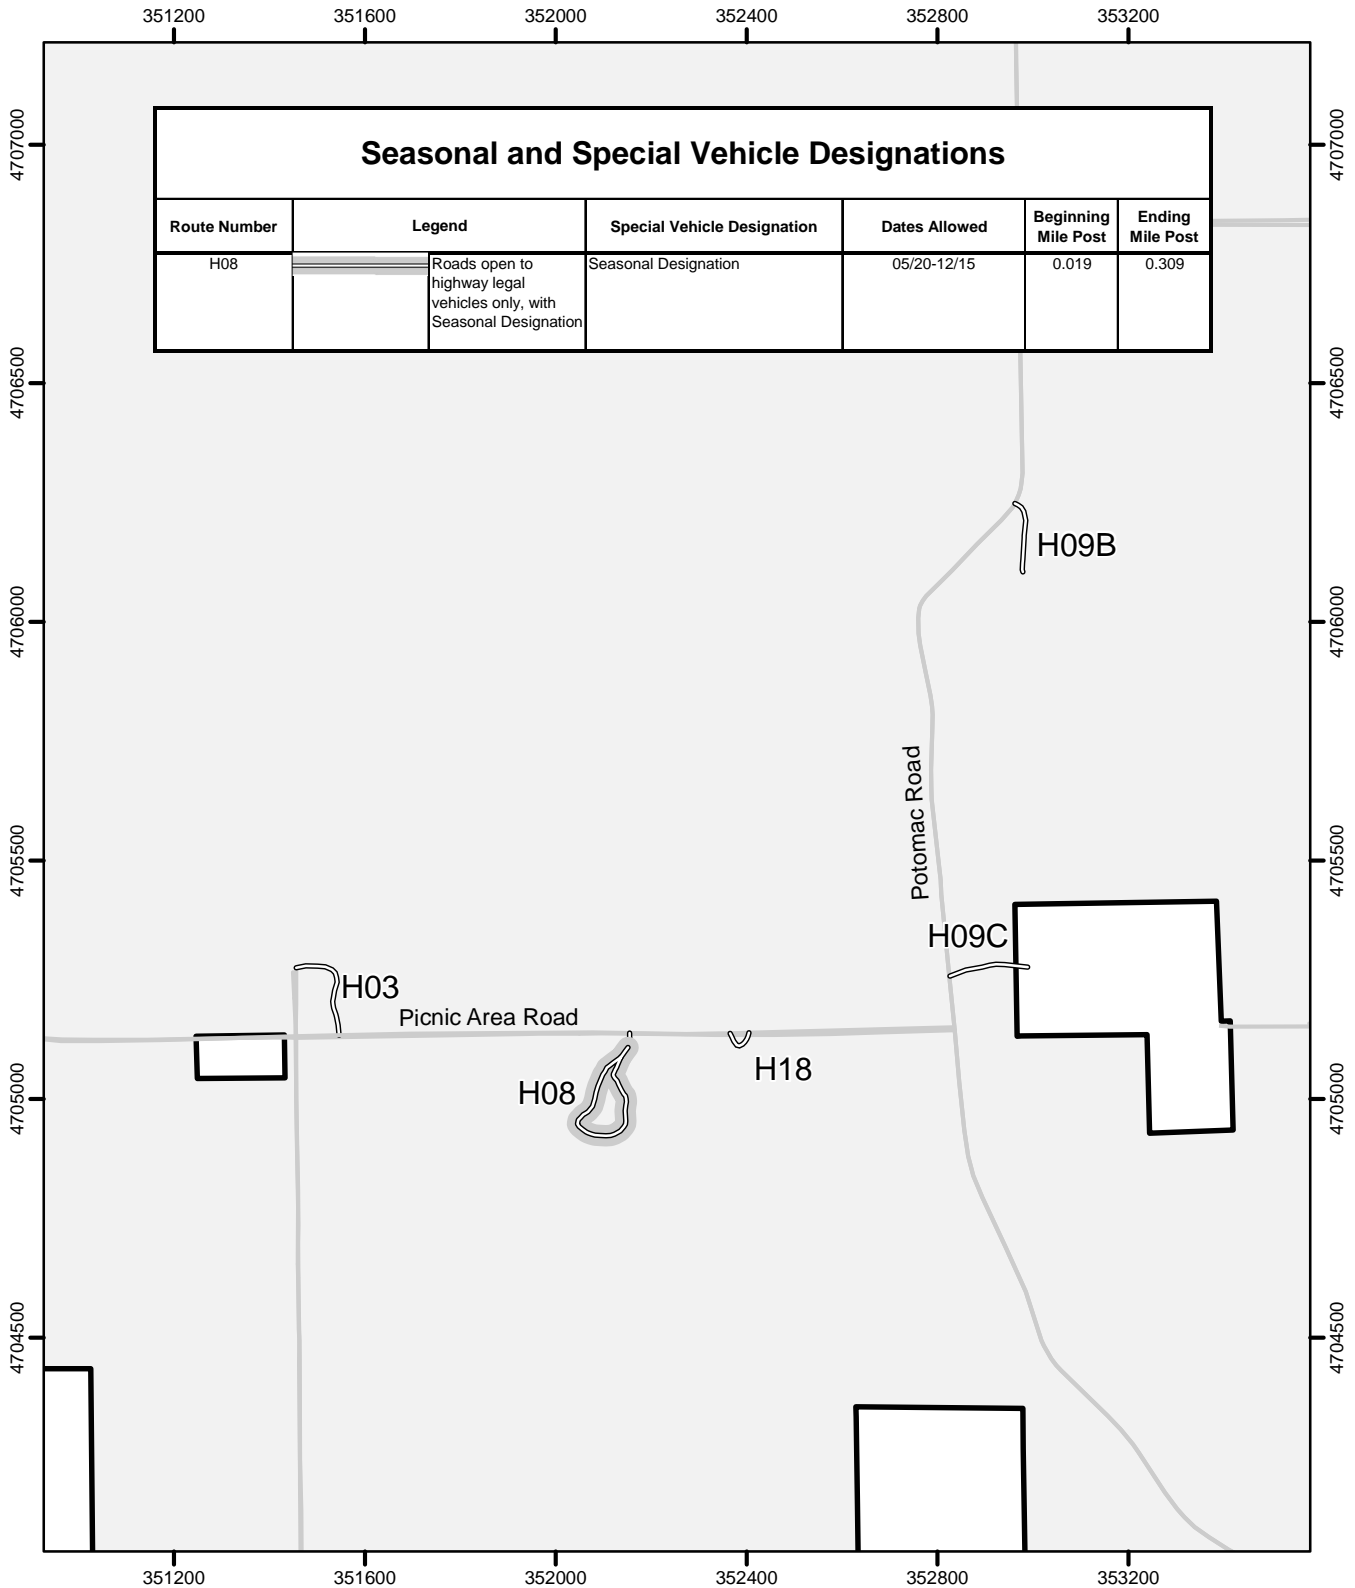 351200 351600 352000 352400 352800 353200
4707000 4707000
Seasonal and Special Vehicle Designations
Route Number Legend Special Vehicle Designation Dates Allowed Beginning Mile Post Ending Mile Post
H08 Roads open to Seasonal Designation 05/20-12/15 0.019 0.309
highway legal
vehicles only, with
Seasonal Designation
4706500 4706500
H09B
4706000 4706000
Potomac Road
4705500 4705500
H09C
H03
Picnic Area Road
H18
H08
4705000 4705000
4704500 4704500
351200 351600 352000 352400 352800 353200